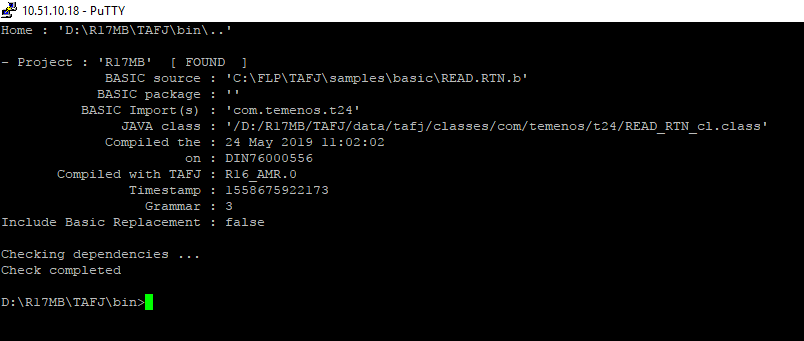 10.51.10.18 - PuTTY
Home : 'D:\R17MB\TAFJ\bin\..'
- Project : 'R17MB'  [ FOUND  ]
BASIC source : 'C:\FLP\TAFJ\samples\basic\READ.RTN.b'
BASIC package : ''
BASIC Import(s) : 'com.temenos.t24'
JAVA class : '/D:/R17MB/TAFJ/data/tafj/classes/com/temenos/t24/READ_RTN_cl.class'
Compiled the : 24 May 2019 11:02:02
on : DIN76000556
Compiled with TAFJ : R16_AMR.0
Timestamp : 1558675922173
Grammar : 3
Include Basic Replacement : false
Checking dependencies ...
Check completed
D:\R17MB\TAFJ\bin>